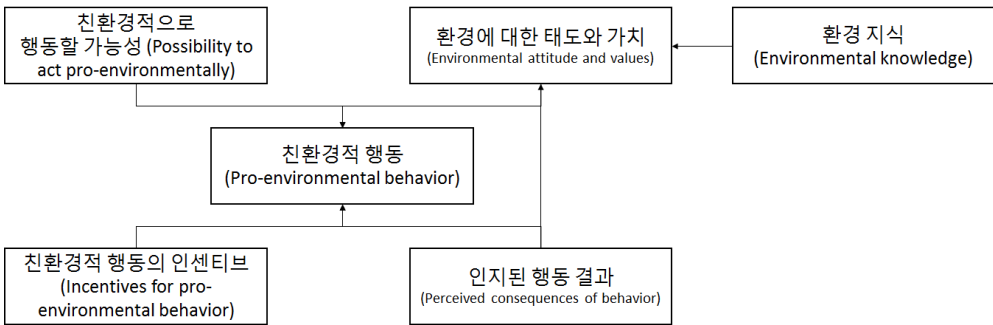 친환경적으로
행동할 가능성 (Possibility to
act pro-environmentally)
환경에 대한 태도와 가치
(Environmental attitude and values)
환경 지식
(Environmental knowledge)
친환경적 행동
(Pro-environmental behavior)
친환경적 행동의 인센티브
(Incentives for pro-
environmental behavior)
인지된 행동 결과
(Perceived consequences of behavior)